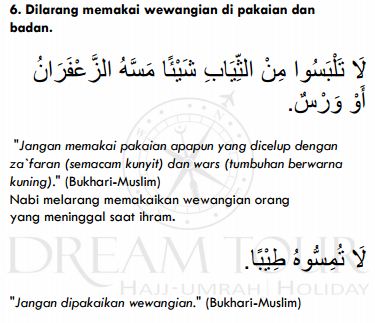 6. Dilarang memakai wewangian di pakaian dan
badan.
لَا تَلْبَسُوا مِنْ الثِّيَابِ شَيْئًا مَسَّهُ الزَّعْفَرَانُ
أَوْ وَرْسٌ.
"Jangan memakai pakaian apapun yang dicelup dengan
za`faran (semacam kunyit) dan wars (tumbuhan berwarna
kuning)." (Bukhari-Muslim)
Nabi melarang memakaikan wewangian orang
yang meninggal saat ihram.
لَا تُمِسُّوهُ طِيْبًا.
DREAM TOUR
HAJJ-UMRAH | HOLIDAY
"Jangan dipakaikan wewangian." (Bukhari-Muslim)